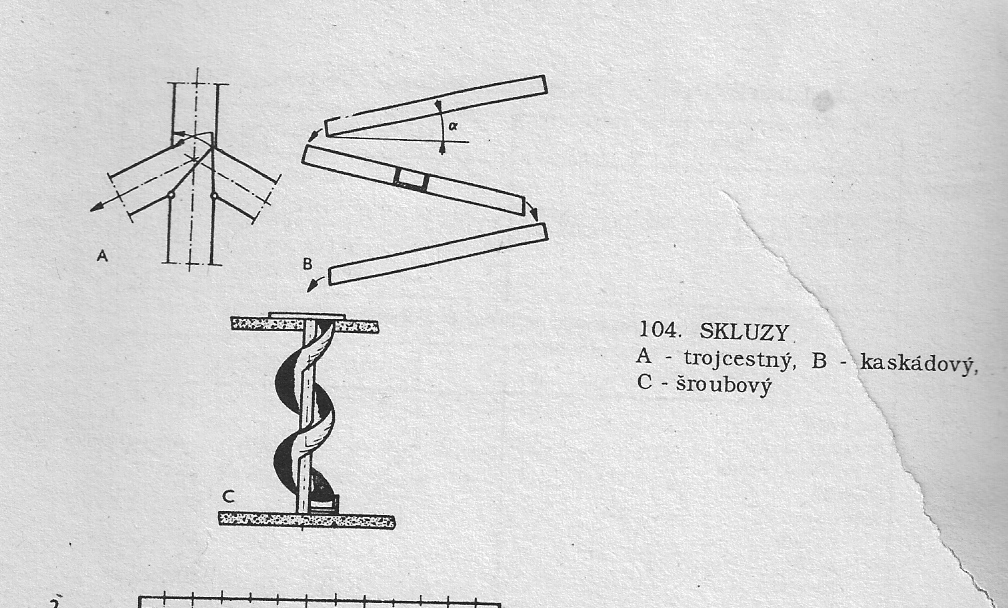 α
A
B
104. SKLUZY
A - trojcestný, B - kaskádový,
C - šroubový
C